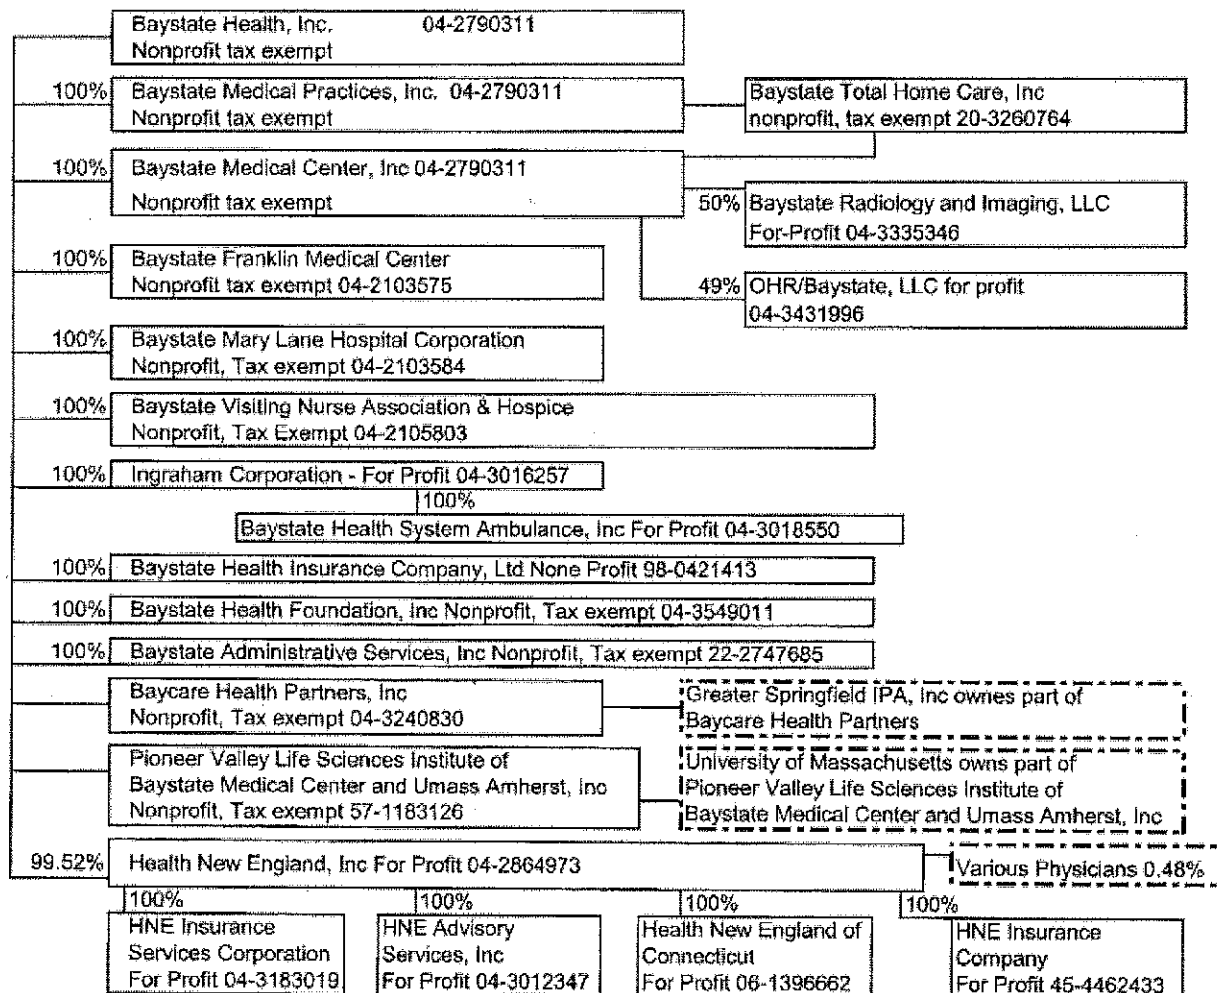 Baystate Health, Inc. 04-2790311
Nonprofit tax exempt
100% Baystate Medical Practices, Inc. 04-2790311
Nonprofit tax exempt
Baystate Total Home Care, Inc
nonprofit, tax exempt 20-3260764
100% Baystate Medical Center, Inc 04-2790311
Nonprofit tax exempt
50% Baystate Radiology and Imaging, LLC
For-Profit 04-3335346
100% Baystate Franklin Medical Center
Nonprofit tax exempt 04-2103575
49% OHR/Baystate, LLC for profit
04-3431996
100% Baystate Mary Lane Hospital Corporation
Nonprofit, Tax exempt 04-2103584
100% Baystate Visiting Nurse Association & Hospice
Nonprofit, Tax Exempt 04-2105803
100% Ingraham Corporation - For Profit 04-3016257
100%
Baystate Health System Ambulance, Inc For Profit 04-3018550
100% Baystate Health Insurance Company, Ltd None Profit 98-0421413
100% Baystate Health Foundation, Inc Nonprofit, Tax exempt 04-3549011
100% Baystate Administrative Services, Inc Nonprofit, Tax exempt 22-2747685
Baycare Health Partners, Inc
Nonprofit, Tax exempt 04-3240830
Greater Springfield IPA, Inc ownes part of
Baycare Health Partners
Pioneer Valley Life Sciences Institute of
Baystate Medical Center and Umass Amherst, Inc
Nonprofit, Tax exempt 57-1183126
University of Massachusetts owns part of
Pioneer Valley Life Sciences Institute of
Baystate Medical Center and Umass Amherst, Inc
99.52% Health New England, Inc For Profit 04-2864973
Various Physicians 0.48%
100%
HNE Insurance
Services Corporation
For Profit 04-3183019
100%
HNE Advisory
Services, Inc
For Profit 04-3012347
100%
Health New England of
Connecticut
For Profit 06-1396662
100%
HNE Insurance
Company
For Profit 45-4462433